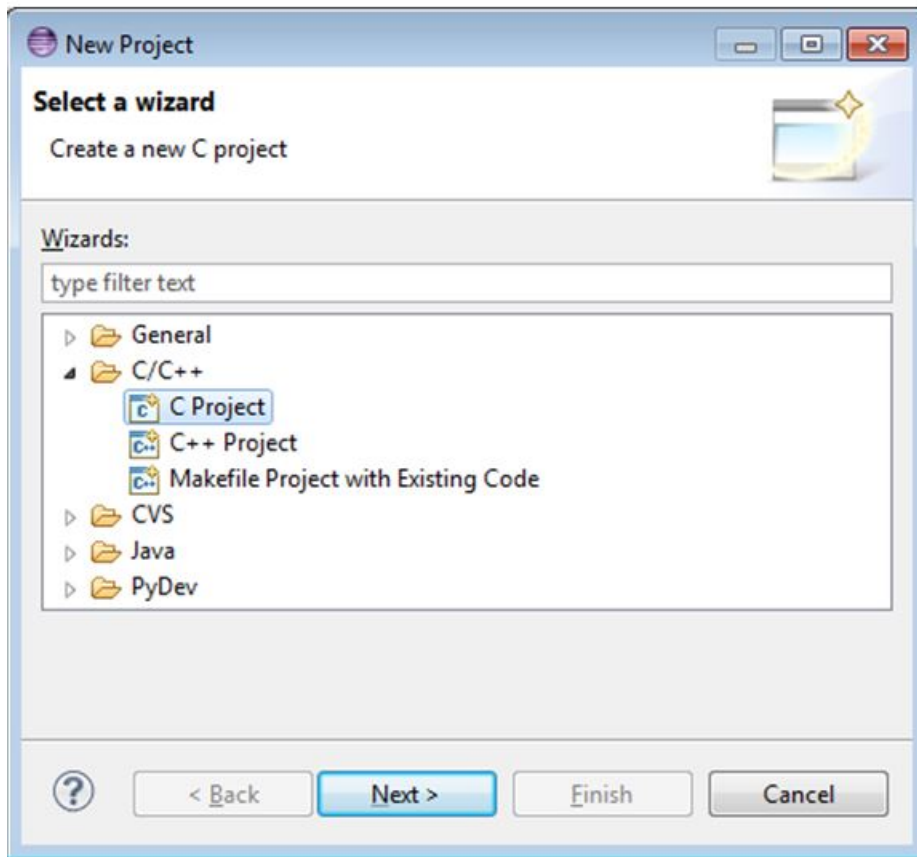 New Project
Select a wizard
Create a new C project
Wizards:
type filter text
General
C/C++
C Project
C++ Project
Makefile Project with Existing Code
CVS
Java
PyDev
< Back Next > Finish Cancel